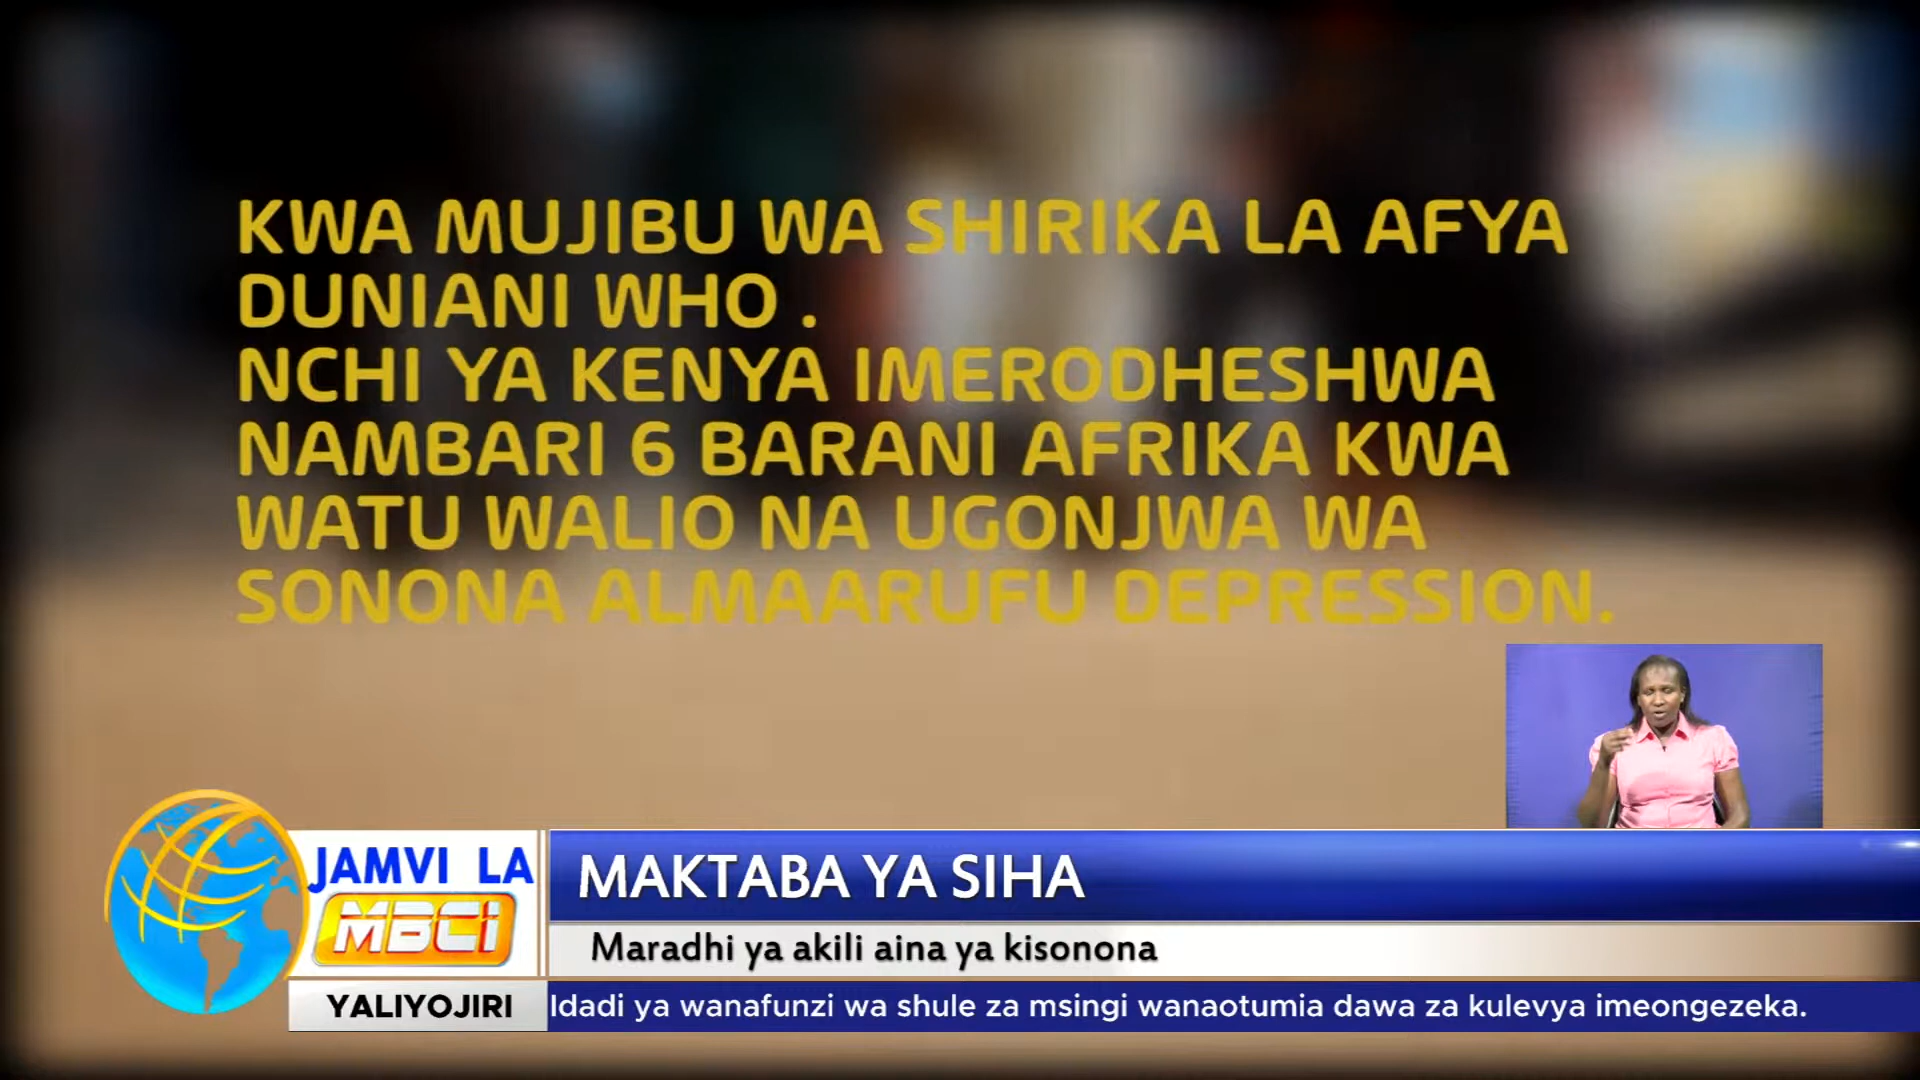 KWA MUJIBU WA SHIRIKA LA AFYA
DUNIANI WHO .
NCHI YA KENYA IMERODHESHWA
NAMBARI 6 BARANI AFRIKA KWA
WATU WALIO NA UGONJWA WA
SONONA ALMAARUFU DEPRESSION.
JAMVI LA
MBCI
MAKTABA YA SIHA
Maradhi ya akili aina ya kisonona
YALIYOJIRI
Idadi ya wanafunzi wa shule za msingi wanaotumia dawa za kulevya imeongezeka.